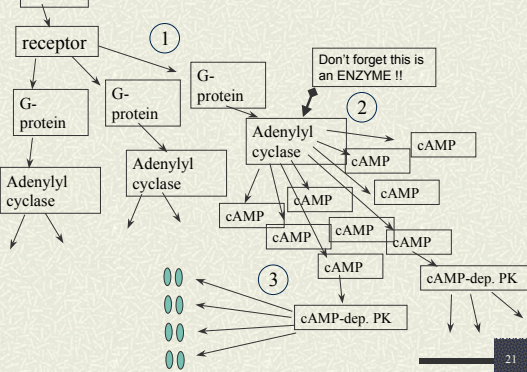 receptor
1
G-
protein
G-
protein
G-
protein
Don't forget this is
an ENZYME !!
2
Adenylyl
cyclase
Adenylyl
cyclase
Adenylyl
cyclase
cAMP
cAMP
cAMP
cAMP
cAMP
cAMP
cAMP
cAMP
cAMP
3
cAMP-dep. PK
cAMP-dep. PK
21